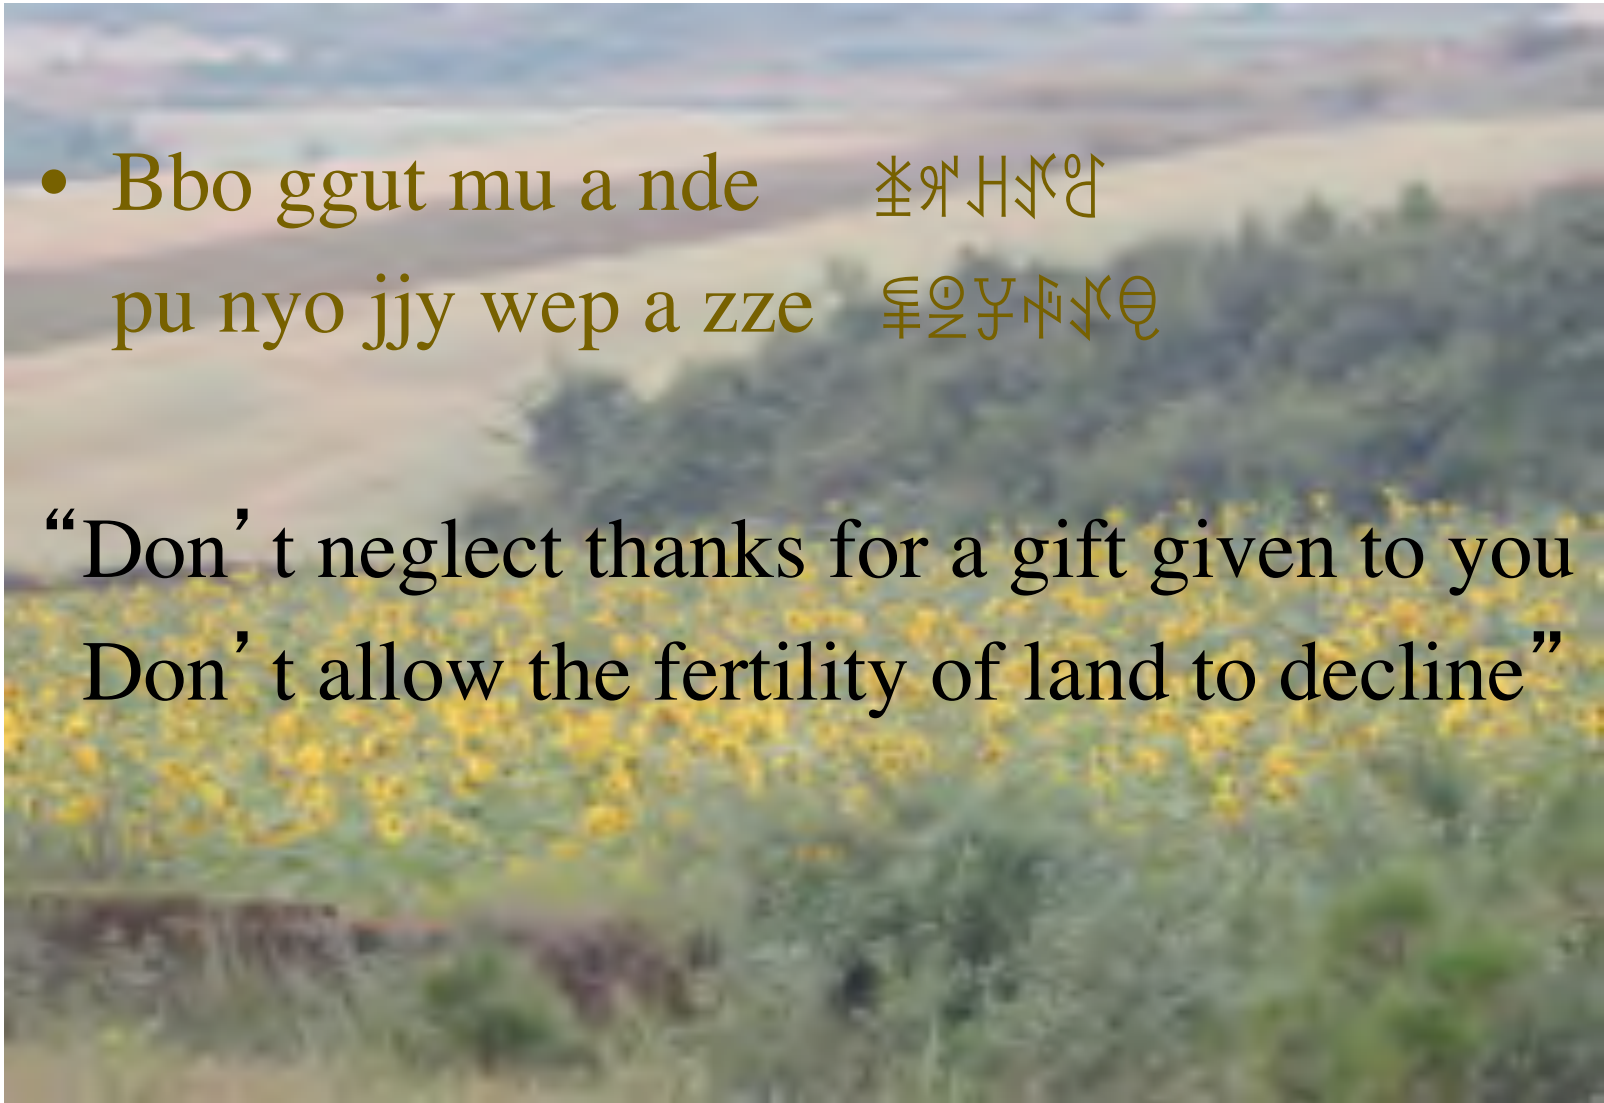 • Bbo ggut mu a nde
pu nyo jjy wep a zze
“Don’t neglect thanks for a gift given to you
Don’t allow the fertility of land to decline”